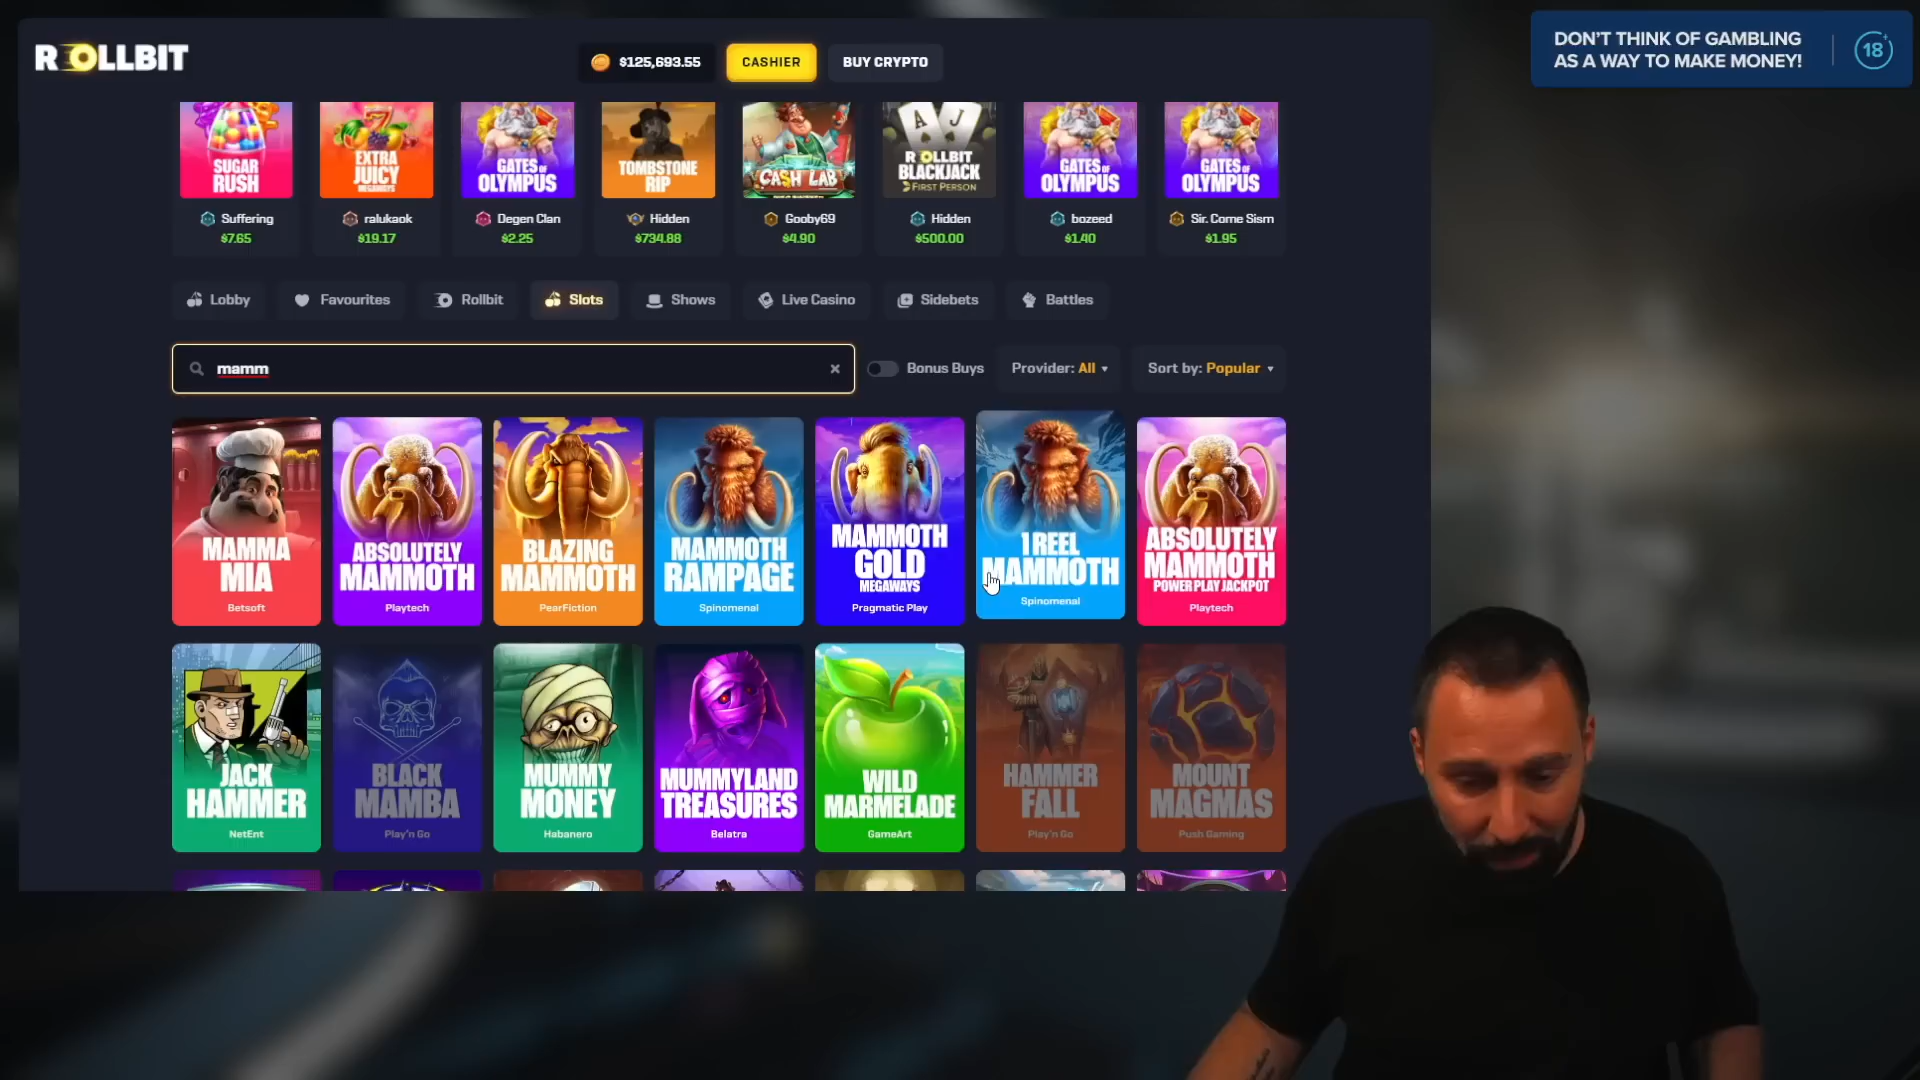 ROLLBIT
$125,693.55
CASHIER
BUY CRYPTO
DON'T THINK OF GAMBLING
AS A WAY TO MAKE MONEY!
18+
SUGAR
RUSH
EXTRA
JUICY
MEGAWAYS
GATES OF
OLYMPUS
TOMBSTONE
RIP
CASH LAB
A J
ROLLBIT
BLACKJACK
FIRST PERSON
GATES OF
OLYMPUS
GATES OF
OLYMPUS
Suffering
ralukaok
Degen Clan
Hidden
Gooby69
Hidden
bozeed
Sir. Come Sism
$7.65
$19.17
$2.25
$734.88
$4.90
$500.00
$1.40
$1.95
Lobby
Favourites
Rollbit
Slots
Shows
Live Casino
Sidebets
Battles
mamm
Bonus Buys
Provider: All
Sort by: Popular
MAMMA
MIA
Betsoft
ABSOLUTELY
MAMMOTH
Playtech
BLAZING
MAMMOTH
PearFiction
MAMMOTH
RAMPAGE
Spinomenal
MAMMOTH
GOLD
MEGAWAYS
Pragmatic Play
1 REEL
MAMMOTH
Spinomenal
ABSOLUTELY
MAMMOTH
POWER PLAY JACKPOT
Playtech
JACK
HAMMER
NetEnt
BLACK
MAMBA
Play'n Go
MUMMY
MONEY
Habanero
MUMMYLAND
TREASURES
Belatra
WILD
MARMELADE
GameArt
HAMMER
FALL
Play'n Go
MOUNT
MAGMAS
Push Gaming